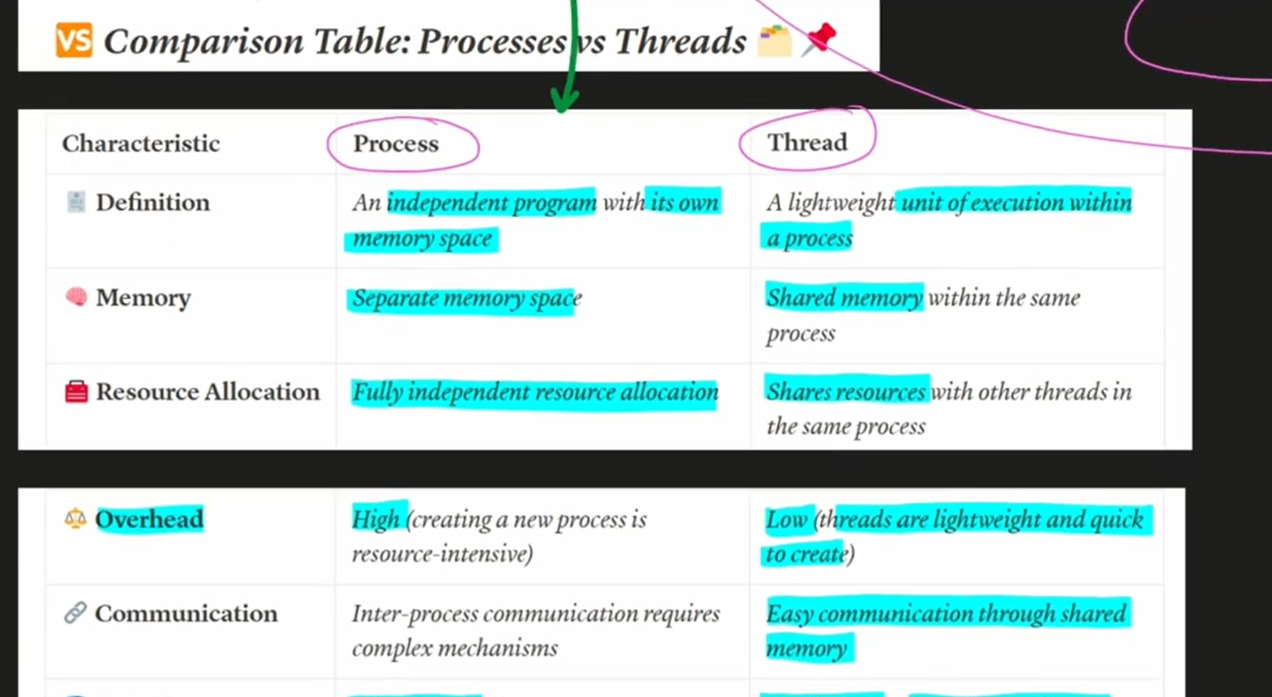 🆚 Comparison Table: Processes vs Threads 🗂️ 📌
Characteristic Process Thread
Definition An independent program with its own A lightweight unit of execution within
memory space a process
Memory Separate memory space Shared memory within the same
process
Resource Allocation Fully independent resource allocation Shares resources with other threads in
the same process
Overhead High (creating a new process is Low (threads are lightweight and quick
resource-intensive) to create)
Communication Inter-process communication requires Easy communication through shared
complex mechanisms memory